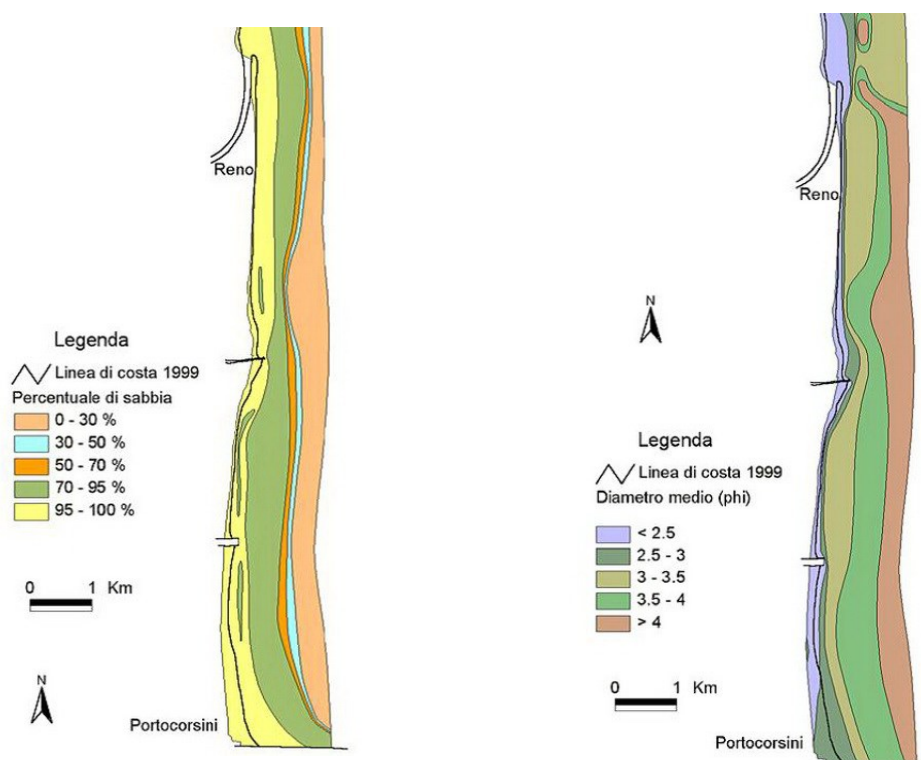 Reno
Legenda
Linea di costa 1999
Percentuale di sabbia
0 - 30 %
30 - 50 %
50 - 70 %
70 - 95 %
95 - 100 %
0 1 Km
N
Portocorsini
Reno
N
Legenda
Linea di costa 1999
Diametro medio (phi)
< 2.5
2.5 - 3
3 - 3.5
3.5 - 4
> 4
0 1 Km
Portocorsini